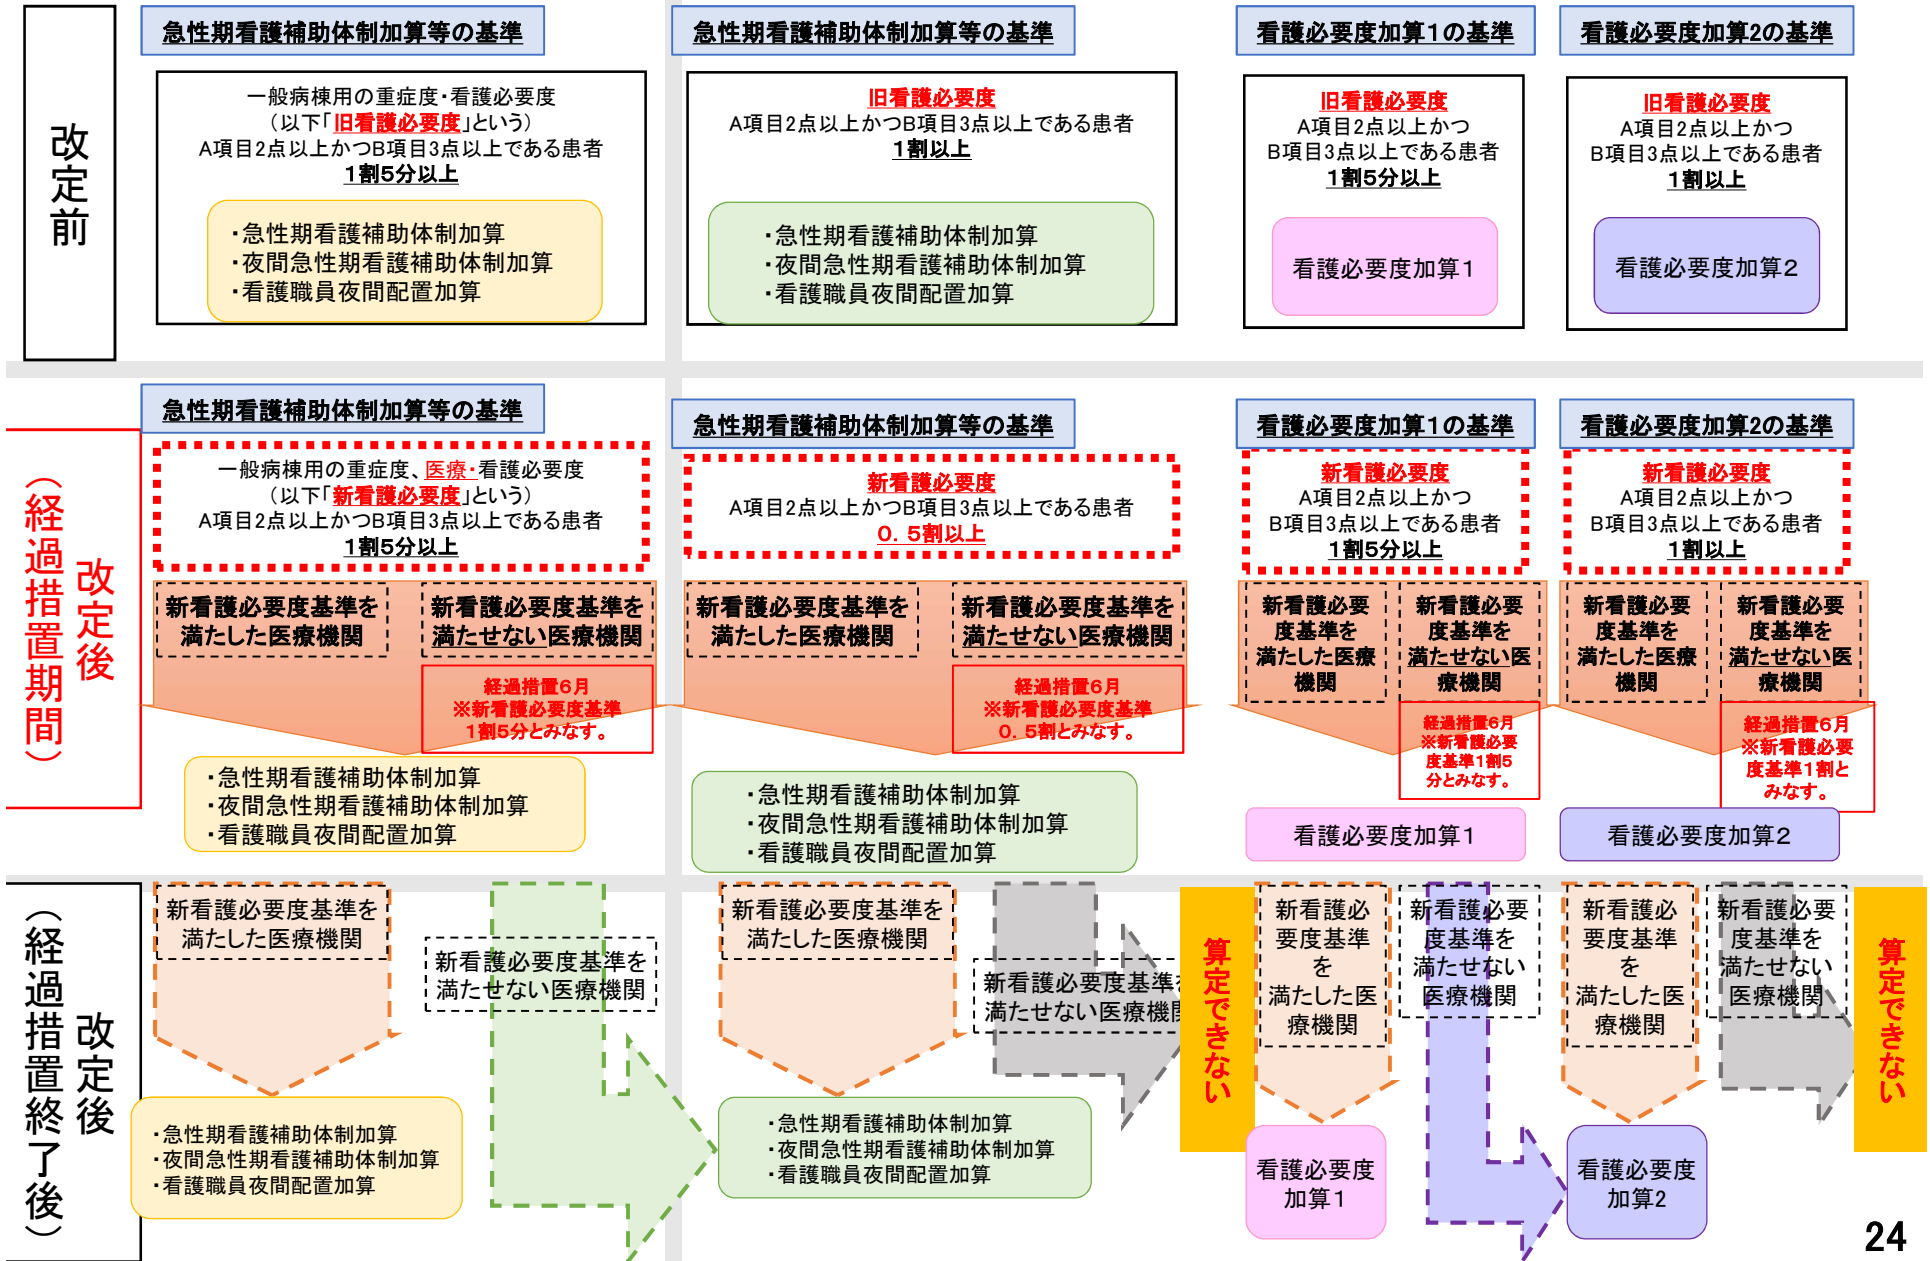 改定前
急性期看護補助体制加算等の基準
一般病棟用の重症度・看護必要度
（以下「旧看護必要度」という）
A項目2点以上かつB項目3点以上である患者
1割5分以上
・急性期看護補助体制加算
・夜間急性期看護補助体制加算
・看護職員夜間配置加算
急性期看護補助体制加算等の基準
旧看護必要度
A項目2点以上かつB項目3点以上である患者
1割以上
・急性期看護補助体制加算
・夜間急性期看護補助体制加算
・看護職員夜間配置加算
看護必要度加算1の基準
旧看護必要度
A項目2点以上かつ
B項目3点以上である患者
1割5分以上
看護必要度加算1
看護必要度加算2の基準
旧看護必要度
A項目2点以上かつ
B項目3点以上である患者
1割以上
看護必要度加算2
改定後
（経過措置期間）
急性期看護補助体制加算等の基準
一般病棟用の重症度、医療・看護必要度
（以下「新看護必要度」という）
A項目2点以上かつB項目3点以上である患者
1割5分以上
新看護必要度基準を
満たした医療機関
新看護必要度基準を
満たせない医療機関
経過措置6月
※新看護必要度基準
1割5分とみなす。
・急性期看護補助体制加算
・夜間急性期看護補助体制加算
・看護職員夜間配置加算
急性期看護補助体制加算等の基準
新看護必要度
A項目2点以上かつB項目3点以上である患者
0．5割以上
新看護必要度基準を
満たした医療機関
新看護必要度基準を
満たせない医療機関
経過措置6月
※新看護必要度基準
0．5割とみなす。
・急性期看護補助体制加算
・夜間急性期看護補助体制加算
・看護職員夜間配置加算
看護必要度加算1の基準
新看護必要度
A項目2点以上かつ
B項目3点以上である患者
1割5分以上
新看護必要
度基準を
満たした医療
機関
新看護必要
度基準を
満たせない医
療機関
経過措置6月
※新看護必要
度基準1割5
分とみなす。
看護必要度加算1
看護必要度加算2の基準
新看護必要度
A項目2点以上かつ
B項目3点以上である患者
1割以上
新看護必要
度基準を
満たした医療
機関
新看護必要
度基準を
満たせない医
療機関
経過措置6月
※新看護必要
度基準1割と
みなす。
看護必要度加算2
改定後
（経過措置終了後）
新看護必要度基準を
満たした医療機関
新看護必要度基準を
満たせない医療機関
・急性期看護補助体制加算
・夜間急性期看護補助体制加算
・看護職員夜間配置加算
新看護必要度基準を
満たした医療機関
新看護必要度基準
満たせない医療機
・急性期看護補助体制加算
・夜間急性期看護補助体制加算
・看護職員夜間配置加算
算定できない
新看護必
要度基準
を
満たした医
療機関
新看護必要
度基準を
満たせない
医療機関
看護必要度
加算1
新看護必
要度基準
を
満たした医
療機関
新看護必要
度基準を
満たせない
医療機関
看護必要度
加算2
算定できない
24